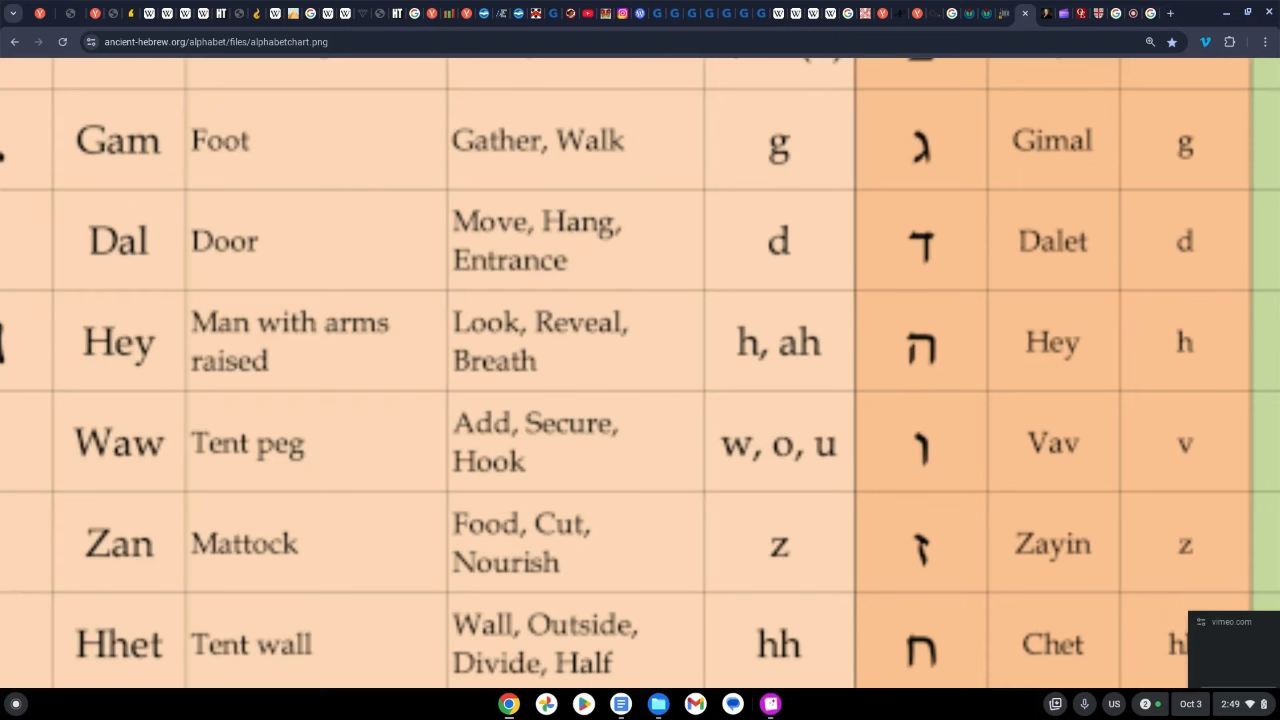 ancient-hebrew.org/alphabet/files/alphabetchart.png
Gam Foot Gather, Walk g ג Gimal g
Dal Door Move, Hang, Entrance d ד Dalet d
Hey Man with arms raised Look, Reveal, Breath h, ah ה Hey h
Waw Tent peg Add, Secure, Hook w, o, u ו Vav v
Zan Mattock Food, Cut, Nourish z ז Zayin z
Hhet Tent wall Wall, Outside, Divide, Half hh ח Chet
vimeo.com
US 2 Oct 3 2:49